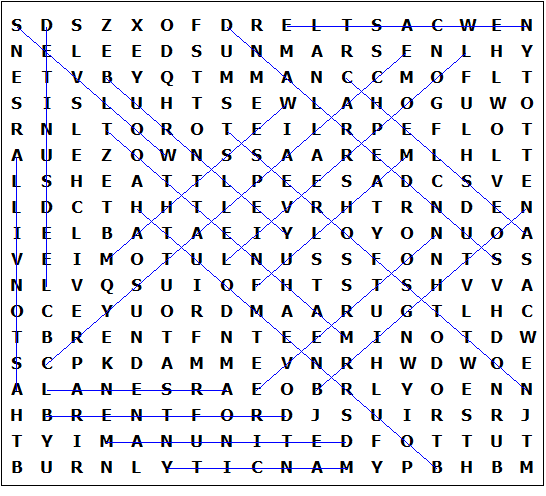 S D S Z X O F D R E L T S A C W E N
N E L E E D S U N M A R S E N L H Y
E T V B Y Q T M M A N C C M O F L T
S I S L U H T S E W L A H O G U W O
R N L T O R O T E I L R P E F L O T
A U E Z O W N S S A A R E M L H L T
L S H E A T T L P E E S A D C S V E
L D C T H H T L E V R H T R N D E N
I E L B A T A E I Y L O Y O N U O A
V E I M O T U L N U S S F O N T S S
N L V Q S U I O F H T S T S H V V A
O C E Y U O R D M A A R U G T L H C
T B R E N T F N T E E M I N O T D W
S C P K D A M M E V N R H W D W O E
A L A N E S R A E O B R L Y O E N N
H B R E N T F O R D J S U I R S R J
T Y I M A N U N I T E D F O T T U T
B U R N L Y T I C N A M Y P B H B M